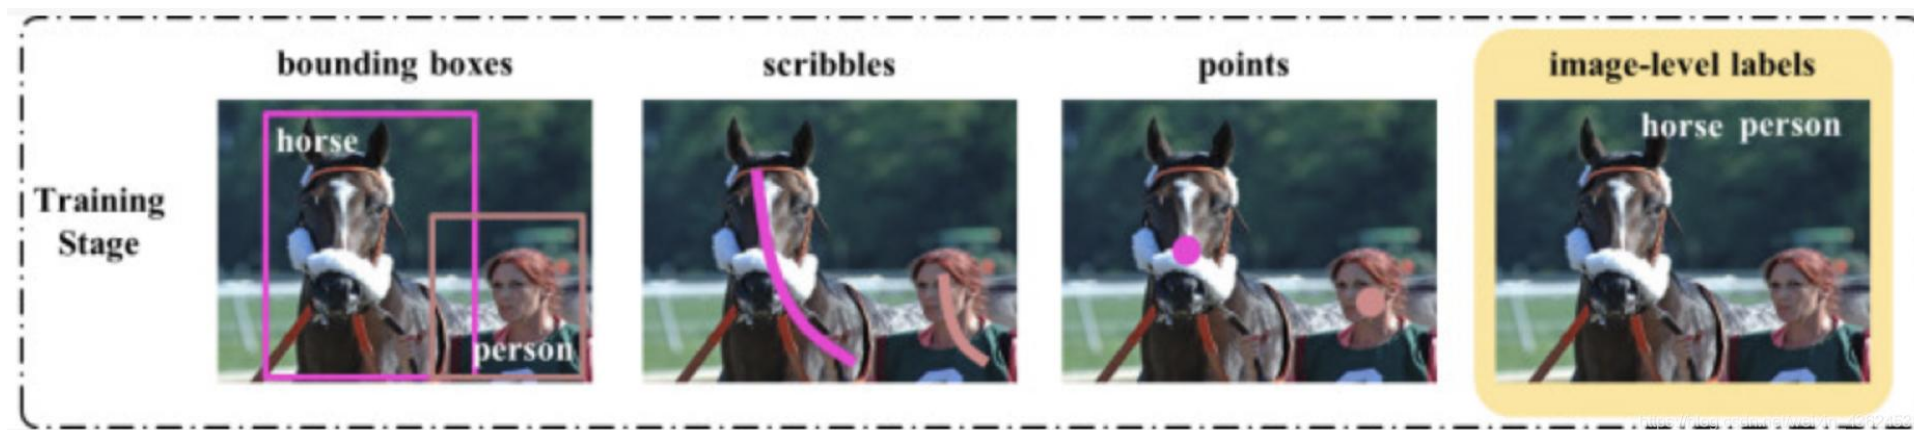 bounding boxes
scribbles
points
image-level labels
horse
person
horse person
Training
Stage